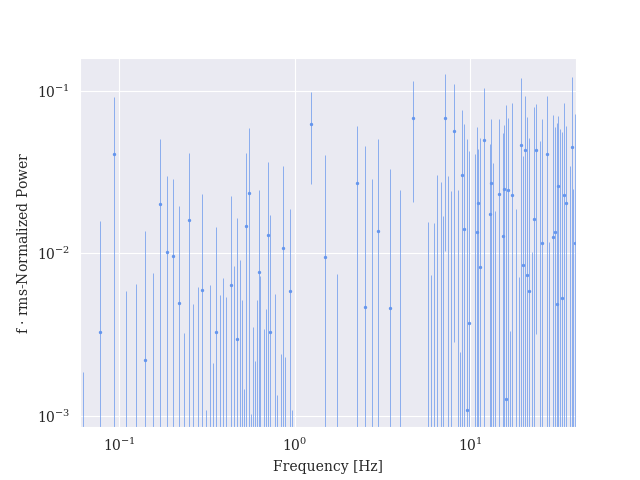 f · rms-Normalized Power
10⁻¹
10⁻²
10⁻³
10⁻¹ 10⁰ 10¹
Frequency [Hz]